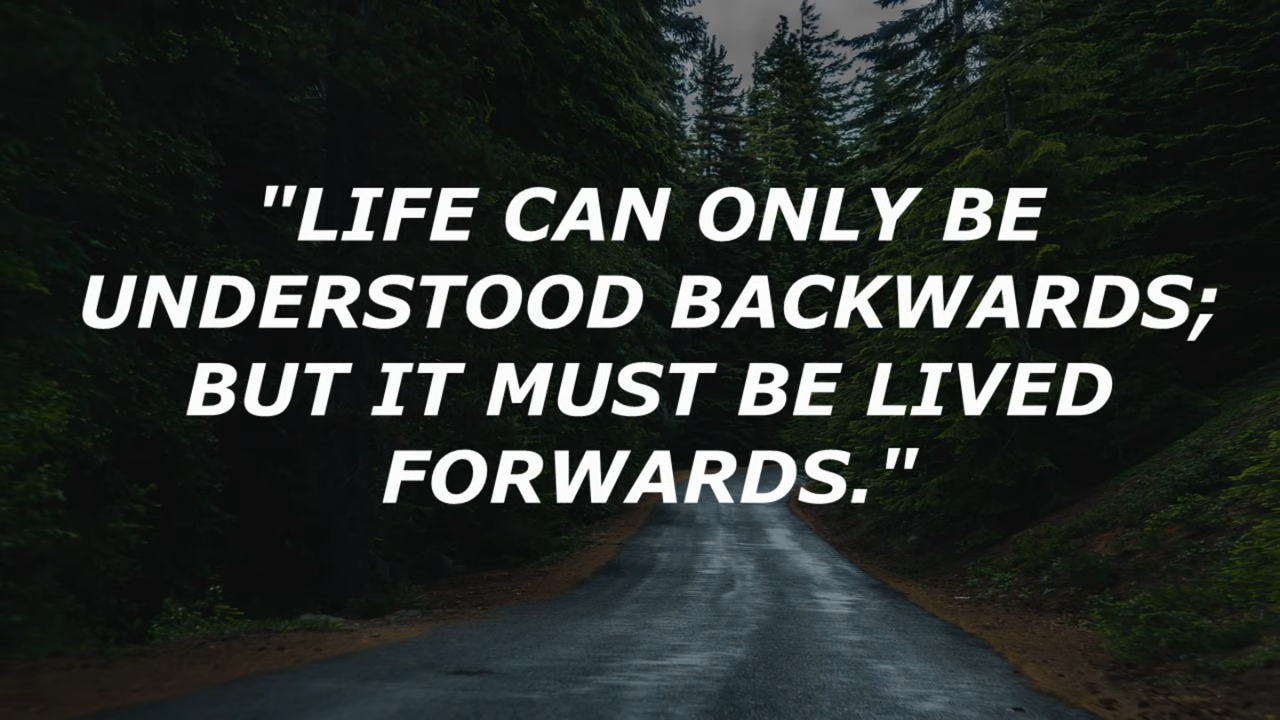 "LIFE CAN ONLY BE
UNDERSTOOD BACKWARDS;
BUT IT MUST BE LIVED
FORWARDS."